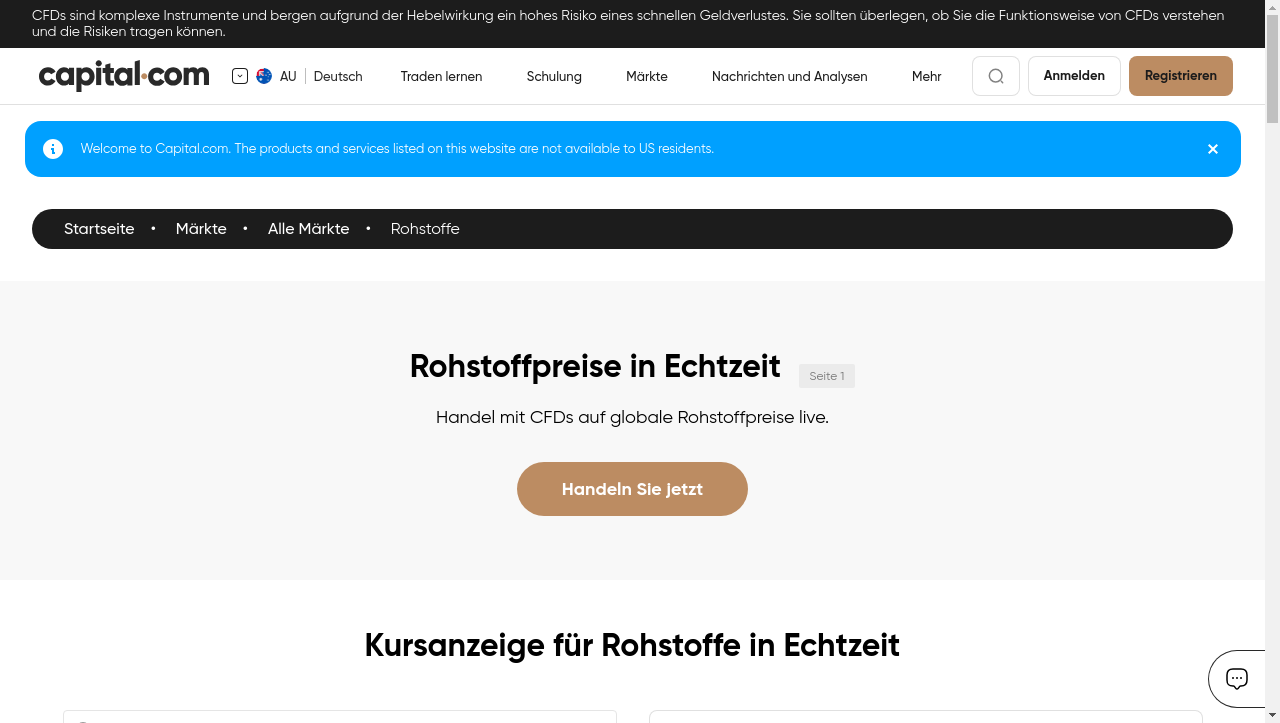 CFDs sind komplexe Instrumente und bergen aufgrund der Hebelwirkung ein hohes Risiko eines schnellen Geldverlustes. Sie sollten überlegen, ob Sie die Funktionsweise von CFDs verstehen
und die Risiken tragen können.
capital.com
AU
Deutsch
Traden lernen
Schulung
Märkte
Nachrichten und Analysen
Mehr
Anmelden
Registrieren
Welcome to Capital.com. The products and services listed on this website are not available to US residents.
Startseite • Märkte • Alle Märkte • Rohstoffe
Rohstoffpreise in Echtzeit
Seite 1
Handel mit CFDs auf globale Rohstoffpreise live.
Handeln Sie jetzt
Kursanzeige für Rohstoffe in Echtzeit